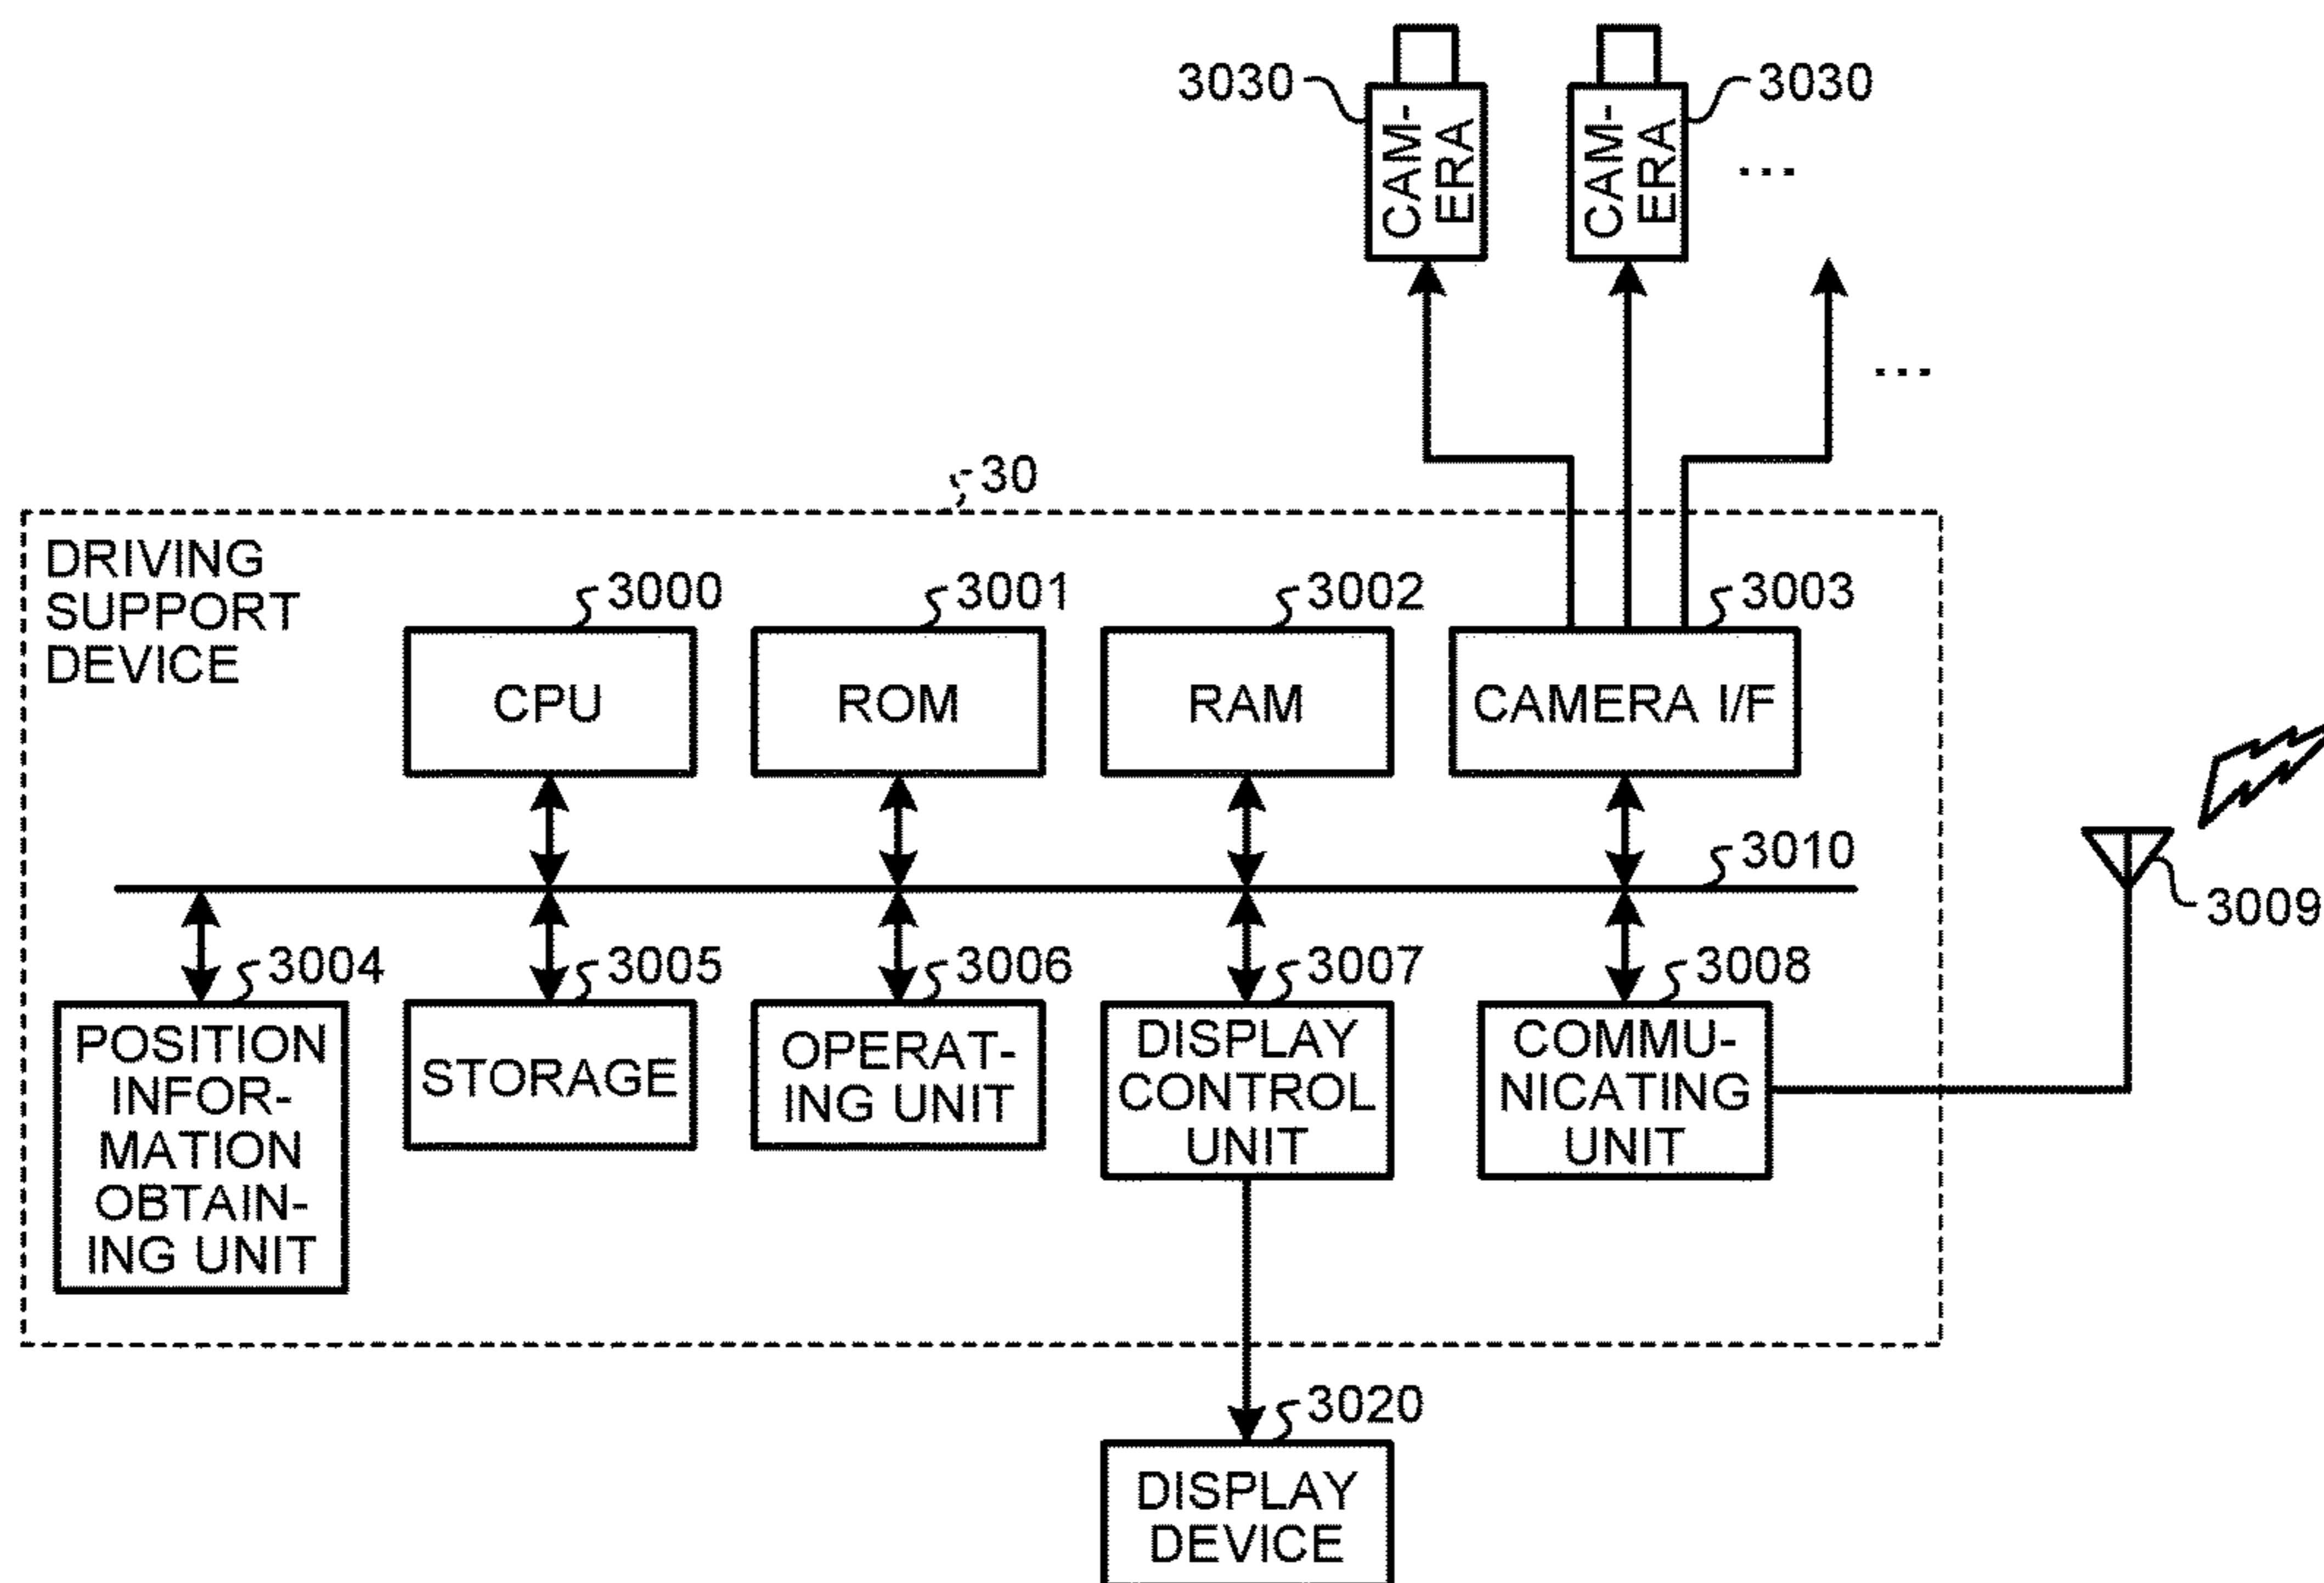 3030
CAM-
ERA
CAM-
ERA
3030
...
...
30
DRIVING
SUPPORT
DEVICE
3000
3001
3002
3003
CPU
ROM
RAM
CAMERA I/F
3010
3009
3004
3005
3006
3007
3008
POSITION
INFOR-
MATION
OBTAIN-
ING UNIT
STORAGE
OPERAT-
ING UNIT
DISPLAY
CONTROL
UNIT
COMMU-
NICATING
UNIT
3020
DISPLAY
DEVICE